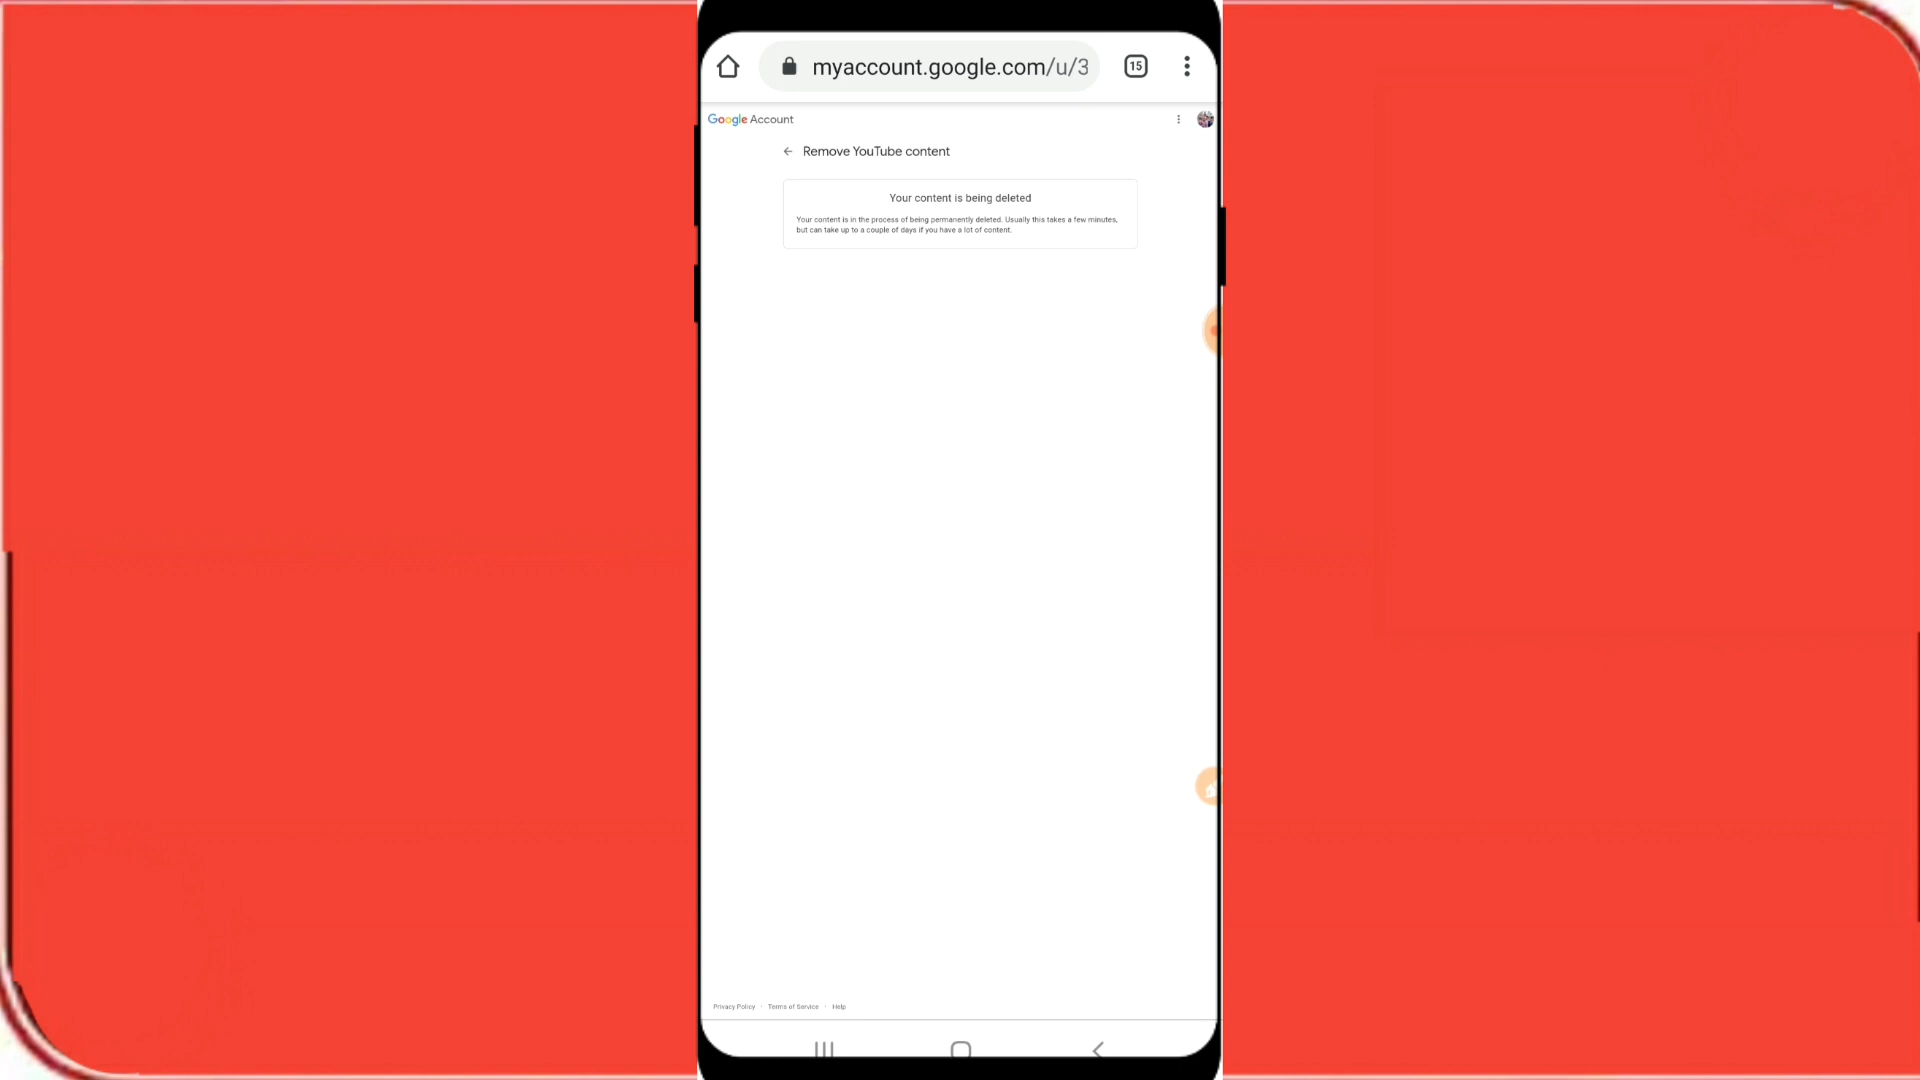 myaccount.google.com/u/3
15
Google Account
Remove YouTube content
Your content is being deleted
Your content is in the process of being permanently deleted. Usually this takes a few minutes,
but can take up to a couple of days if you have a lot of content.
Privacy Policy · Terms of Service · Help